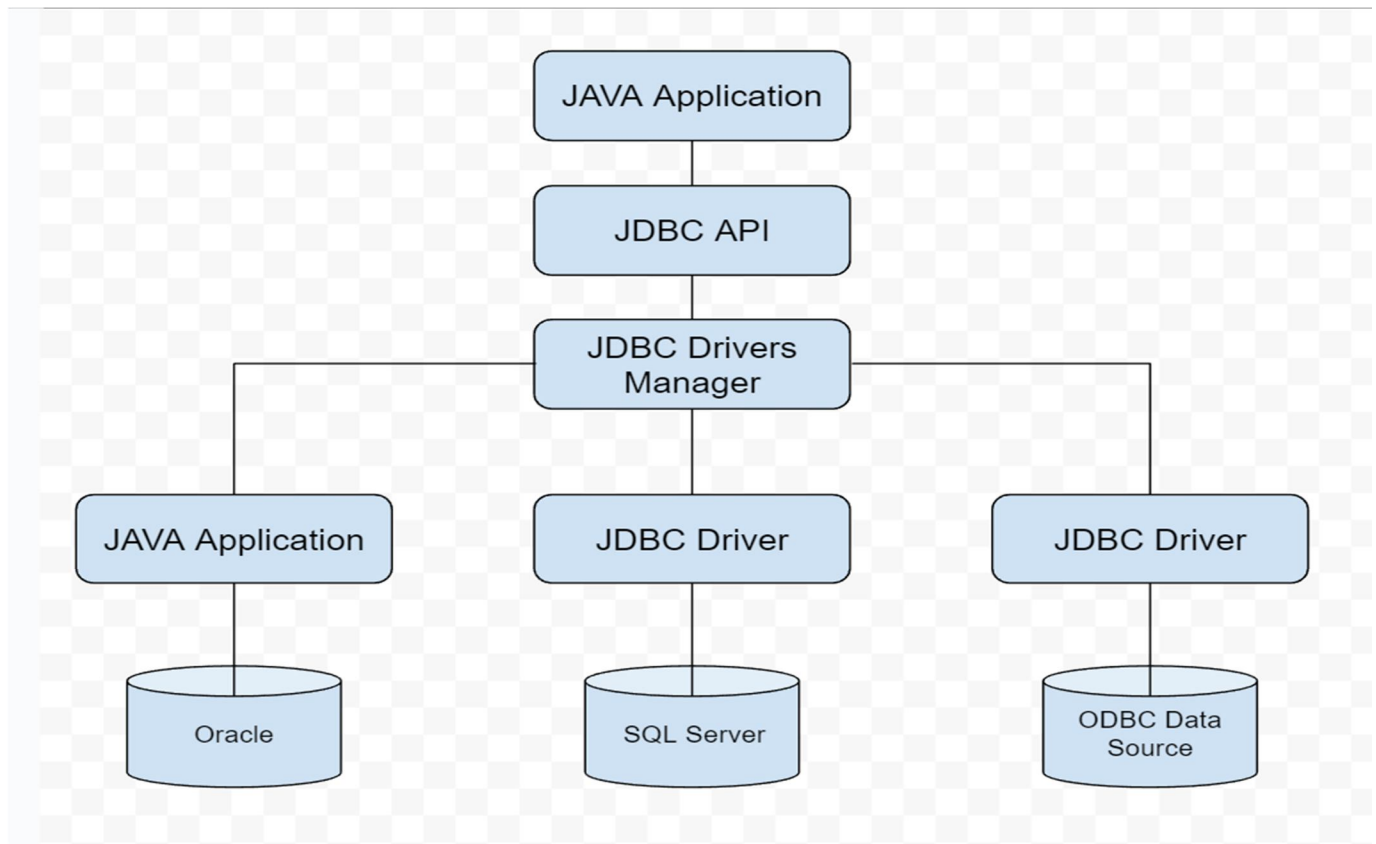 JAVA Application
JDBC API
JDBC Drivers
Manager
JAVA Application
JDBC Driver
JDBC Driver
Oracle
SQL Server
ODBC Data
Source